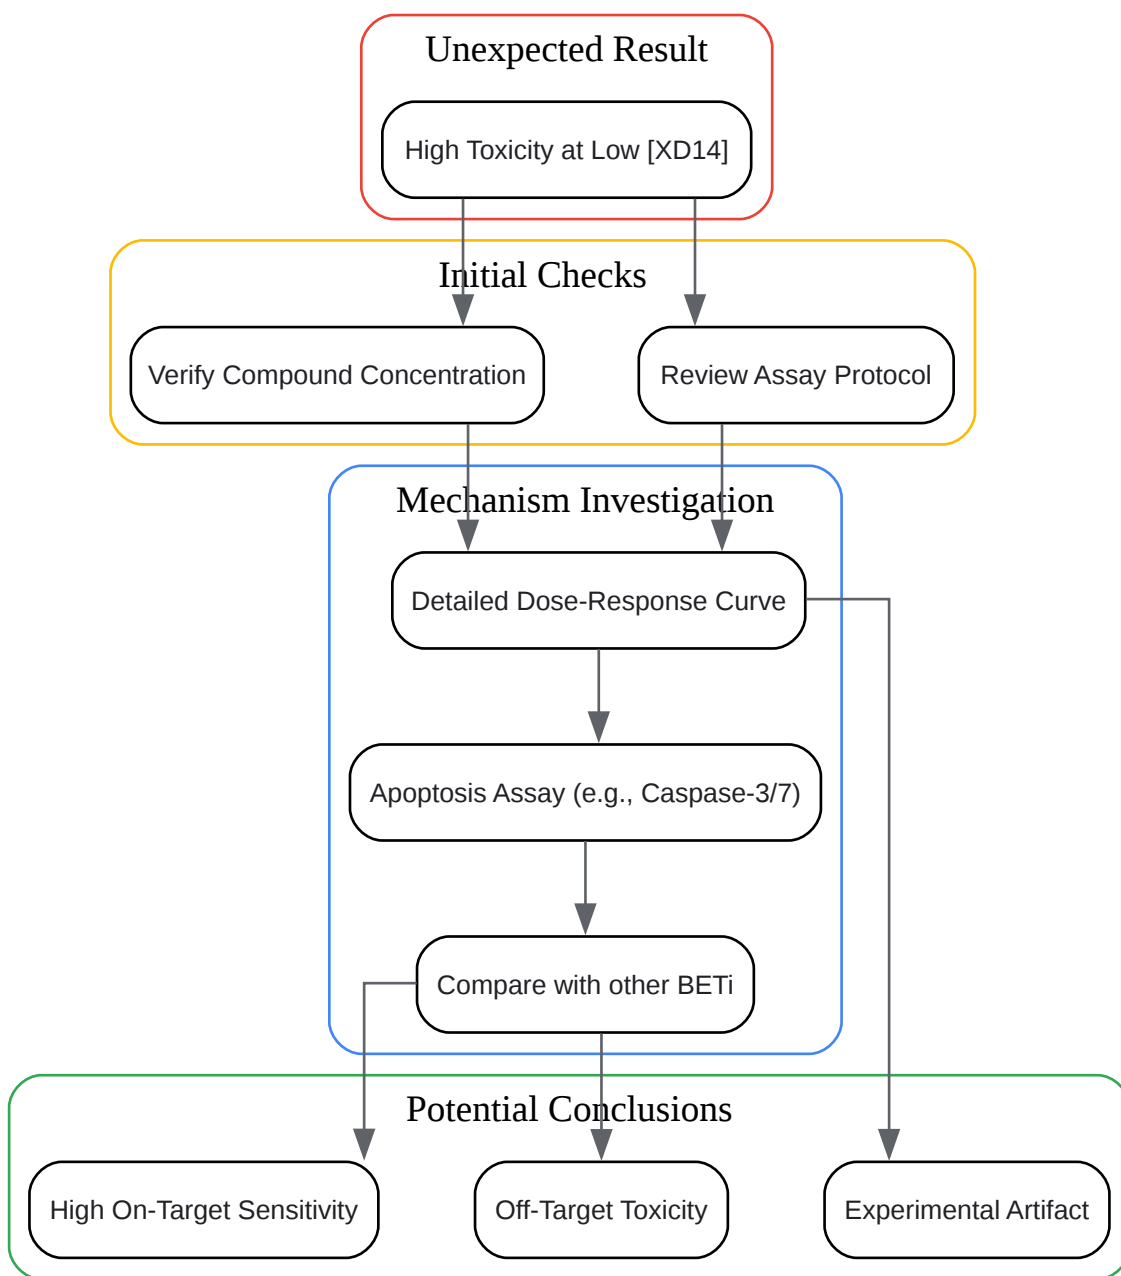 Unexpected Result
High Toxicity at Low [XD14]
Initial Checks
Verify Compound Concentration
Review Assay Protocol
Mechanism Investigation
Detailed Dose-Response Curve
Apoptosis Assay (e.g., Caspase-3/7)
Compare with other BETi
Potential Conclusions
High On-Target Sensitivity
Off-Target Toxicity
Experimental Artifact